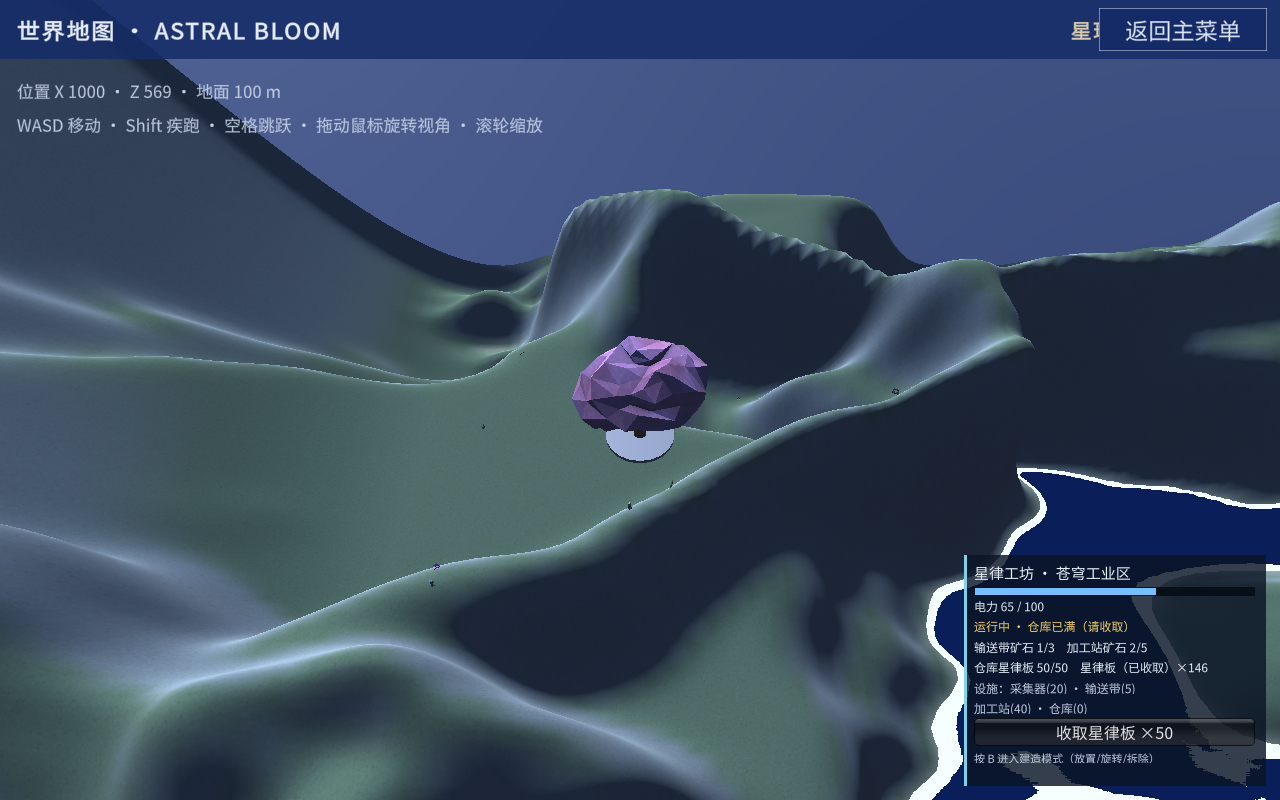 世界地图 · ASTRAL BLOOM
星
返回主菜单
位置 X 1000 · Z 569 · 地面 100 m
WASD 移动 · Shift 疾跑 · 空格跳跃 · 拖动鼠标旋转视角 · 滚轮缩放
星律工坊 · 苍穹工业区
电力 65 / 100
运行中 · 仓库已满（请收取）
输送带矿石 1/3 加工站矿石 2/5
仓库星律板 50/50 星律板（已收取）×146
设施：采集器(20) · 输送带(5)
加工站(40) · 仓库(0)
收取星律板 ×50
按 B 进入建造模式（放置/旋转/拆除）